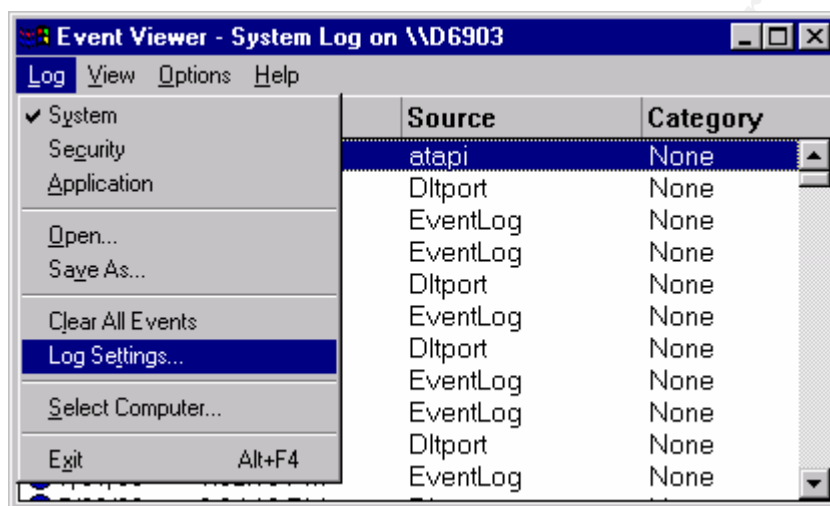 Event Viewer - System Log on \\D6903
Log View Options Help
System
Security
Application
Open...
Save As...
Clear All Events
Log Settings...
Select Computer...
Exit Alt+F4
Source Category
atapi None
Dltport None
EventLog None
EventLog None
Dltport None
EventLog None
Dltport None
EventLog None
EventLog None
Dltport None
EventLog None